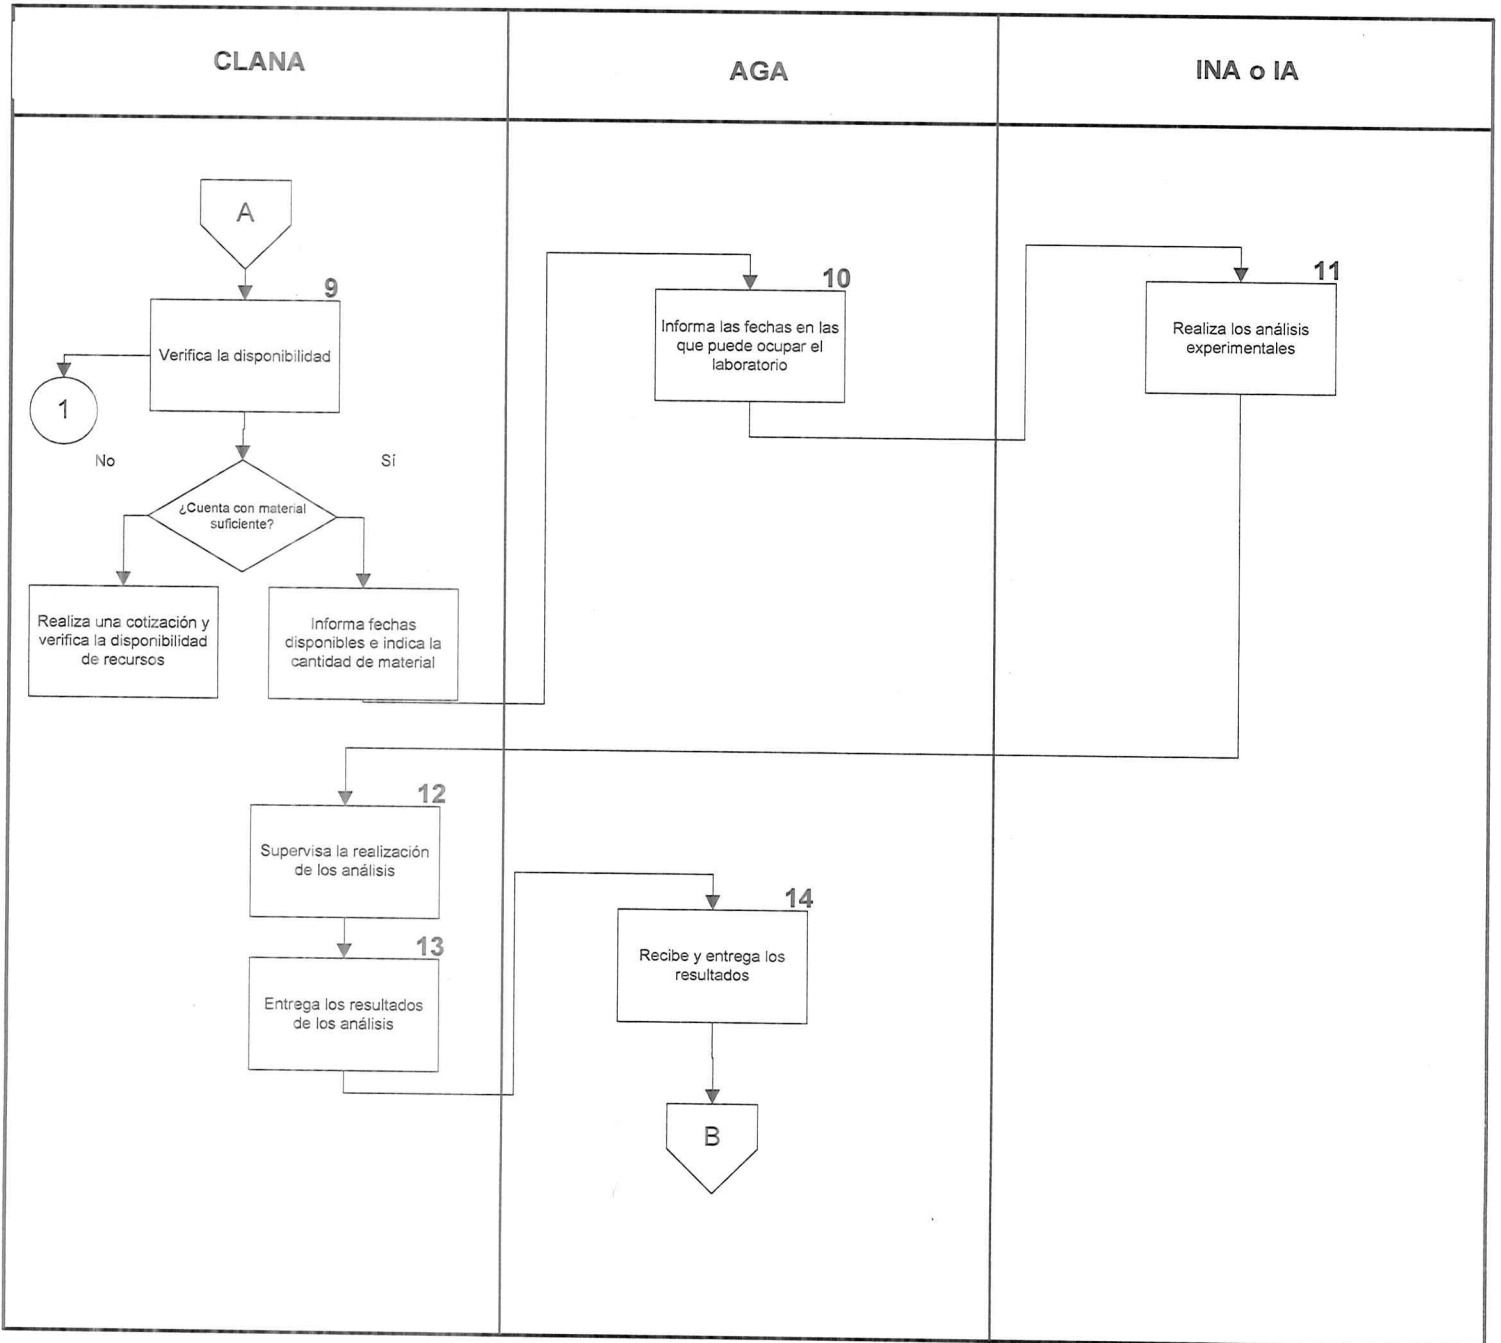 CLANA
AGA
INA o IA
A
9
Verifica la disponibilidad
1
No
Sí
¿Cuenta con material
suficiente?
Realiza una cotización y
verifica la disponibilidad
de recursos
Informa fechas
disponibles e indica la
cantidad de material
10
Informa las fechas en las
que puede ocupar el
laboratorio
11
Realiza los análisis
experimentales
12
Supervisa la realización
de los análisis
13
Entrega los resultados
de los análisis
14
Recibe y entrega los
resultados
B